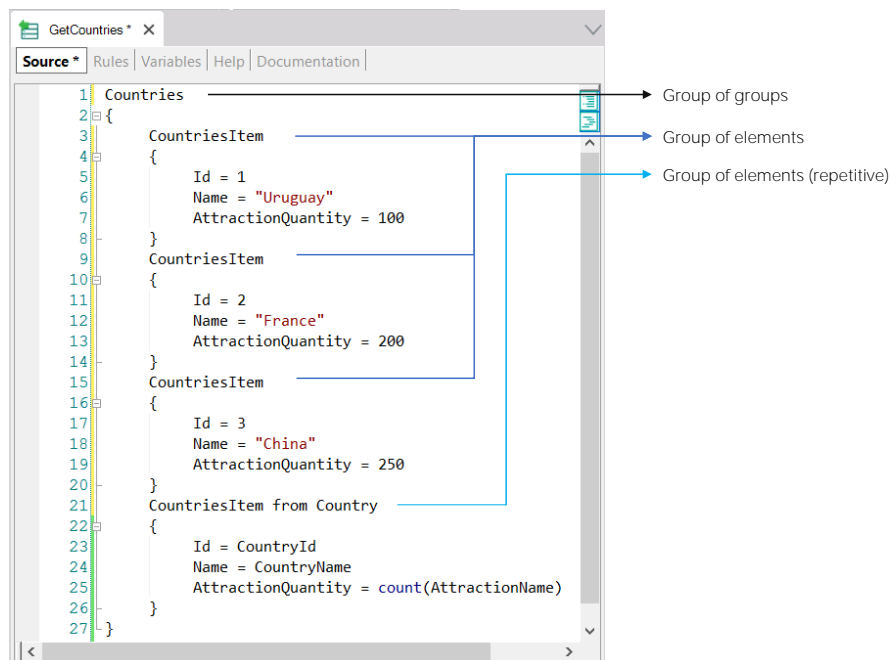 GetCountries * ×
Source * Rules Variables Help Documentation
1 Countries
2 {
3 CountriesItem
4 {
5 Id = 1
6 Name = "Uruguay"
7 AttractionQuantity = 100
8 }
9 CountriesItem
10 {
11 Id = 2
12 Name = "France"
13 AttractionQuantity = 200
14 }
15 CountriesItem
16 {
17 Id = 3
18 Name = "China"
19 AttractionQuantity = 250
20 }
21 CountriesItem from Country
22 {
23 Id = CountryId
24 Name = CountryName
25 AttractionQuantity = count(AttractionName)
26 }
27 }
Group of groups
Group of elements
Group of elements (repetitive)